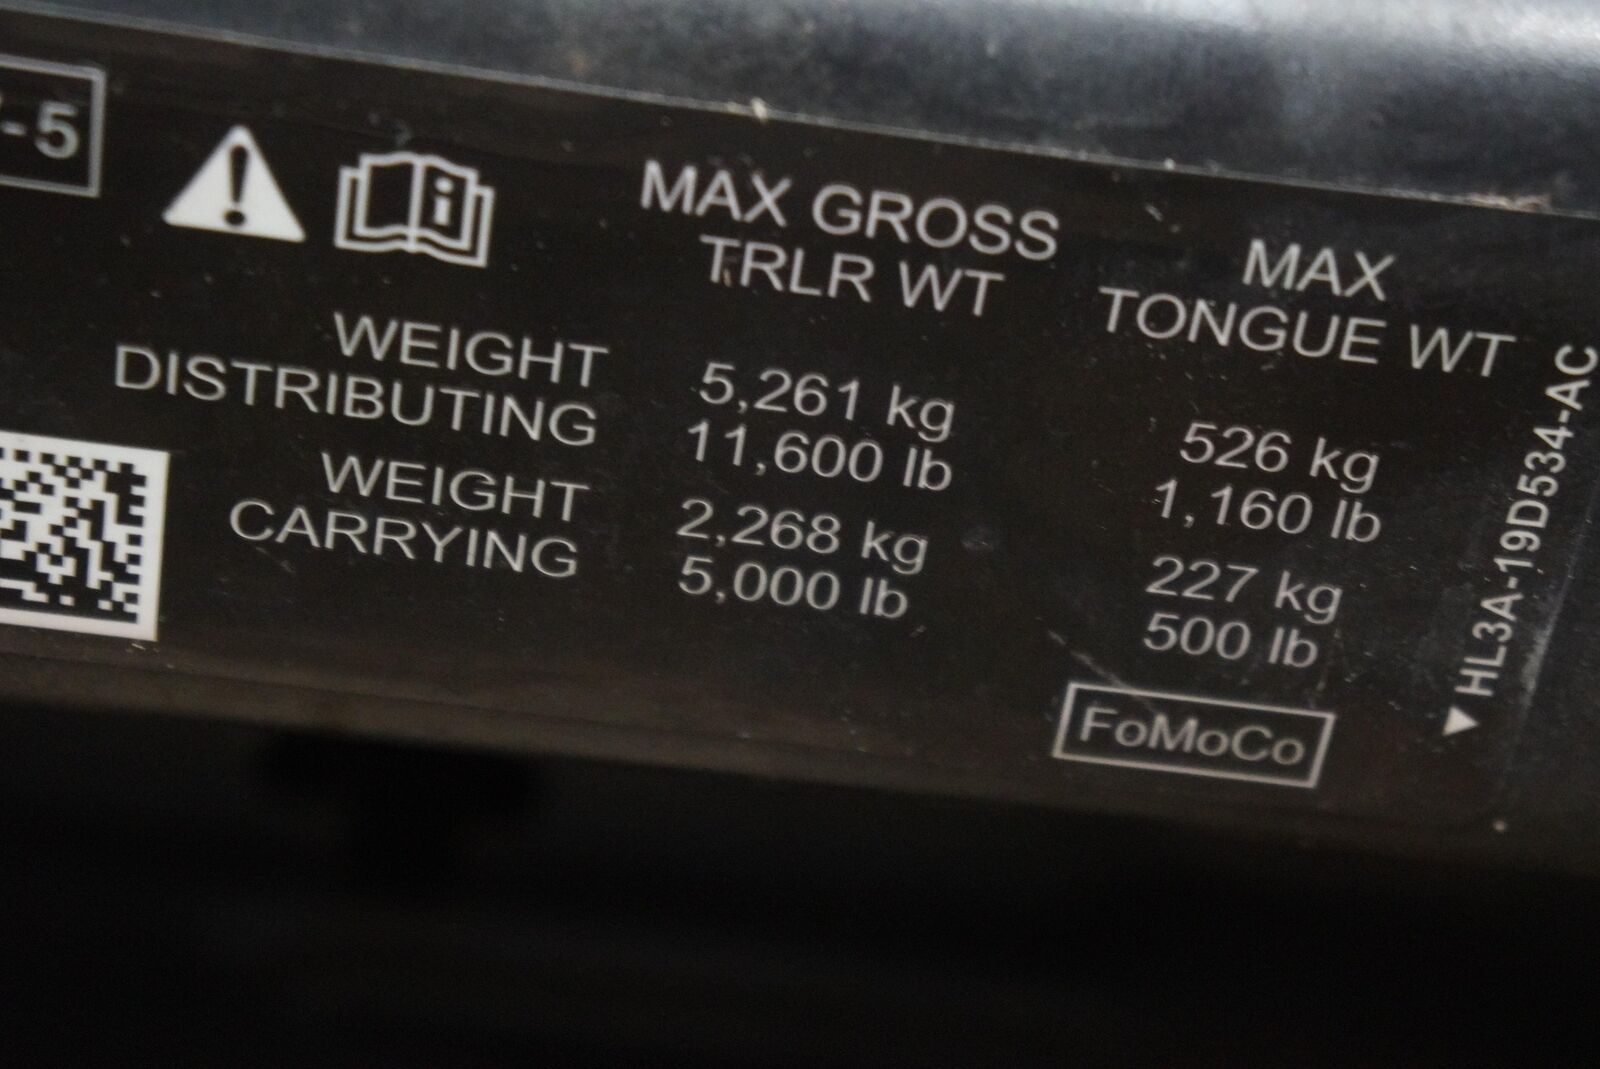 -5
MAX GROSS
TRLR WT
MAX
TONGUE WT
WEIGHT
DISTRIBUTING
5,261 kg
11,600 lb
526 kg
1,160 lb
WEIGHT
CARRYING
2,268 kg
5,000 lb
227 kg
500 lb
FoMoCo
HL3A-19D534-AC